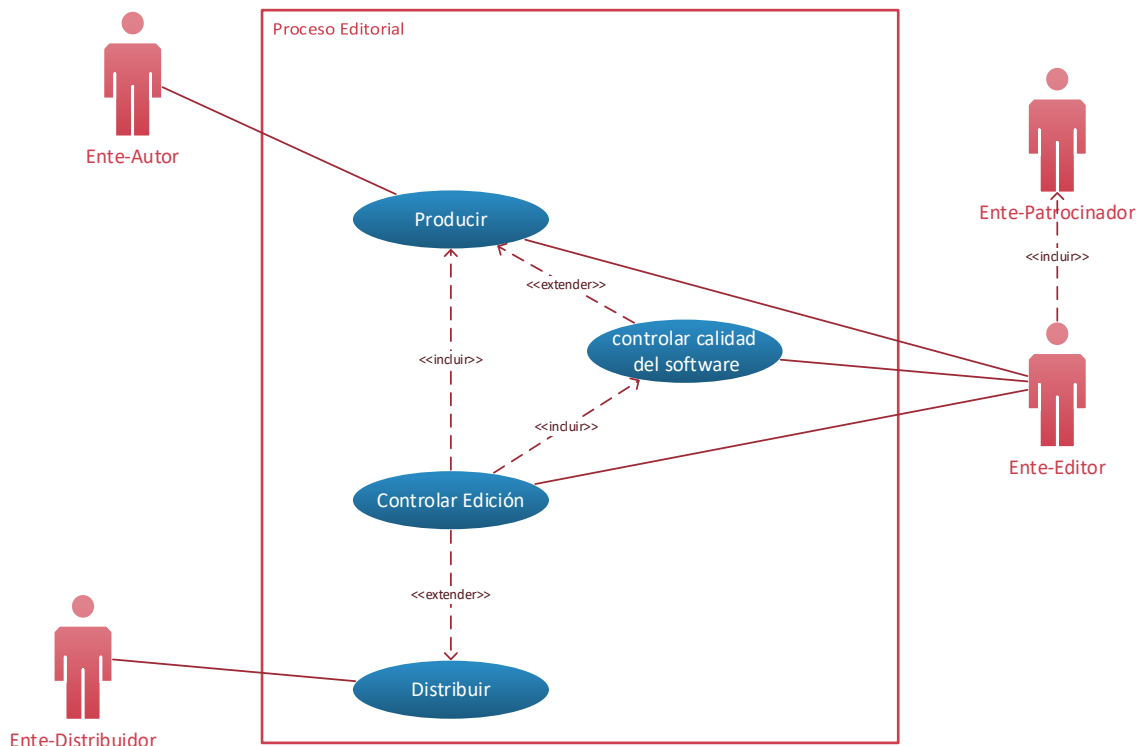 Proceso Editorial
Ente-Autor
Ente-Patrocinador
Producir
<<incluir>>
<<extender>>
controlar calidad
del software
<<incluir>>
<<incluir>>
Ente-Editor
Controlar Edición
<<extender>>
Distribuir
Ente-Distribuidor